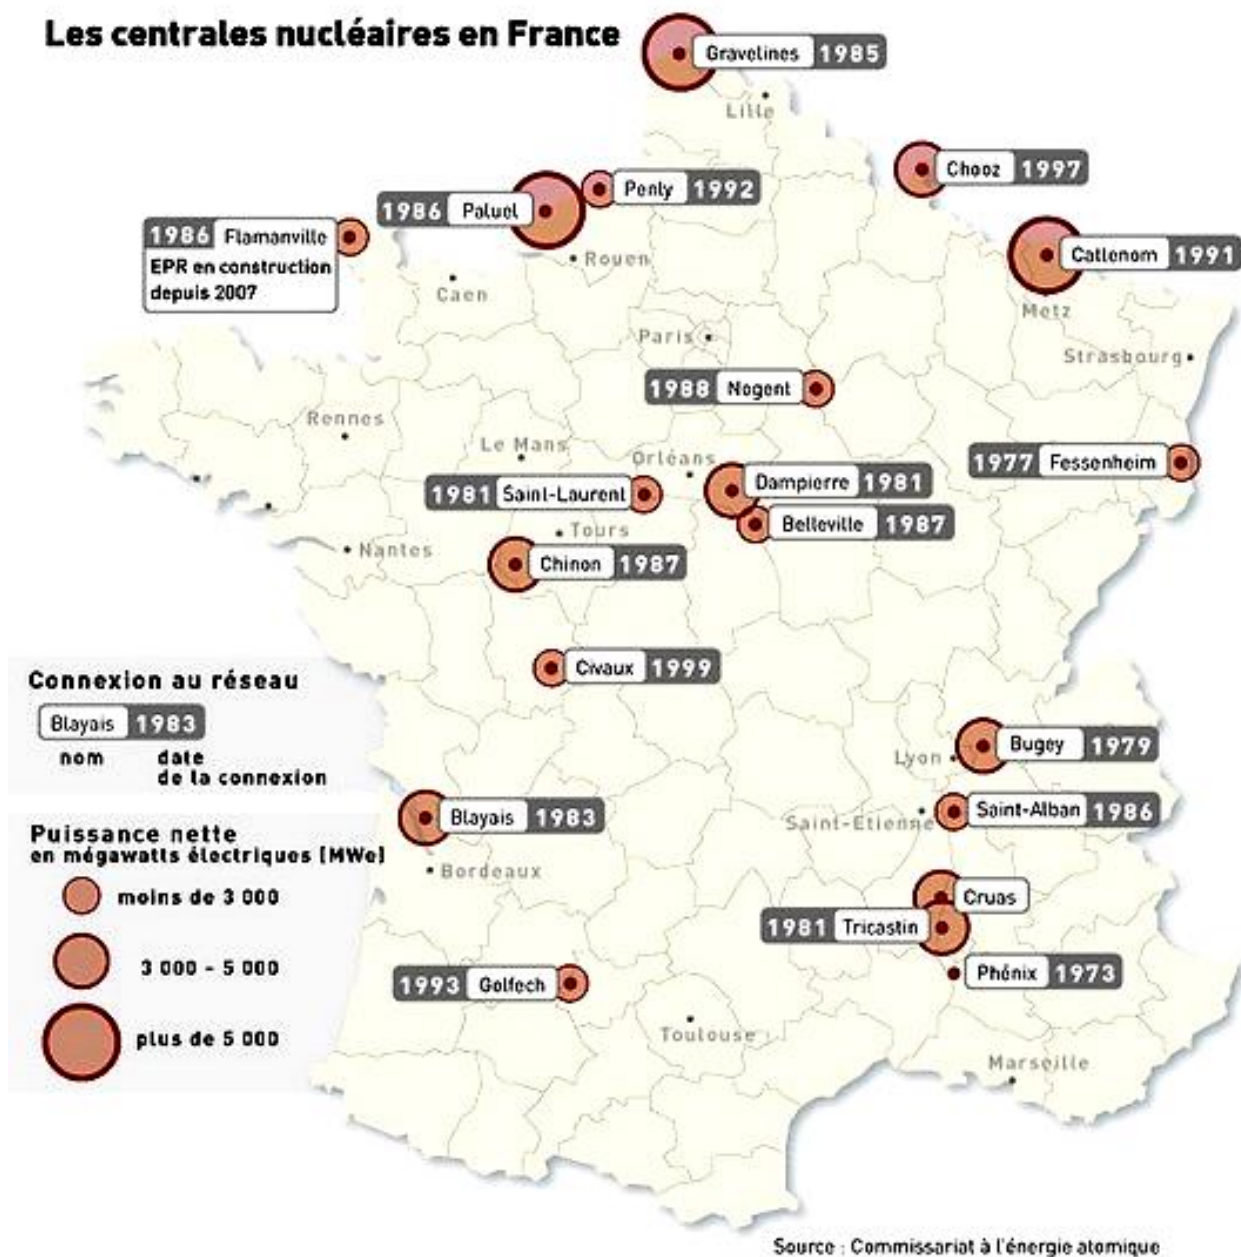 Les centrales nucléaires en France
Gravelines 1985
Lille
Chooz 1997
Penly 1992
1986 Paluel
1986 Flamanville
EPR en construction
depuis 2007
Rouen
Caen
Cattenom 1991
Metz
Paris
Strasbourg
1988 Nogent
Rennes
Le Mans
Orléans
1977 Fessenheim
Dampierre 1981
1981 Saint-Laurent
Belleville 1987
Tours
Nantes
Chinon 1987
Civaux 1999
Connexion au réseau
Blayais 1983
nom date
de la connexion
Bugey 1979
Lyon
Saint-Alban 1986
Saint-Etienne
Blayais 1983
Bordeaux
Puissance nette
en mégawatts électriques (MWe)
moins de 3 000
3 000 - 5 000
plus de 5 000
Cruas
1981 Tricastin
Phénix 1973
1993 Golfech
Toulouse
Marseille
Source : Commissariat à l'énergie atomique